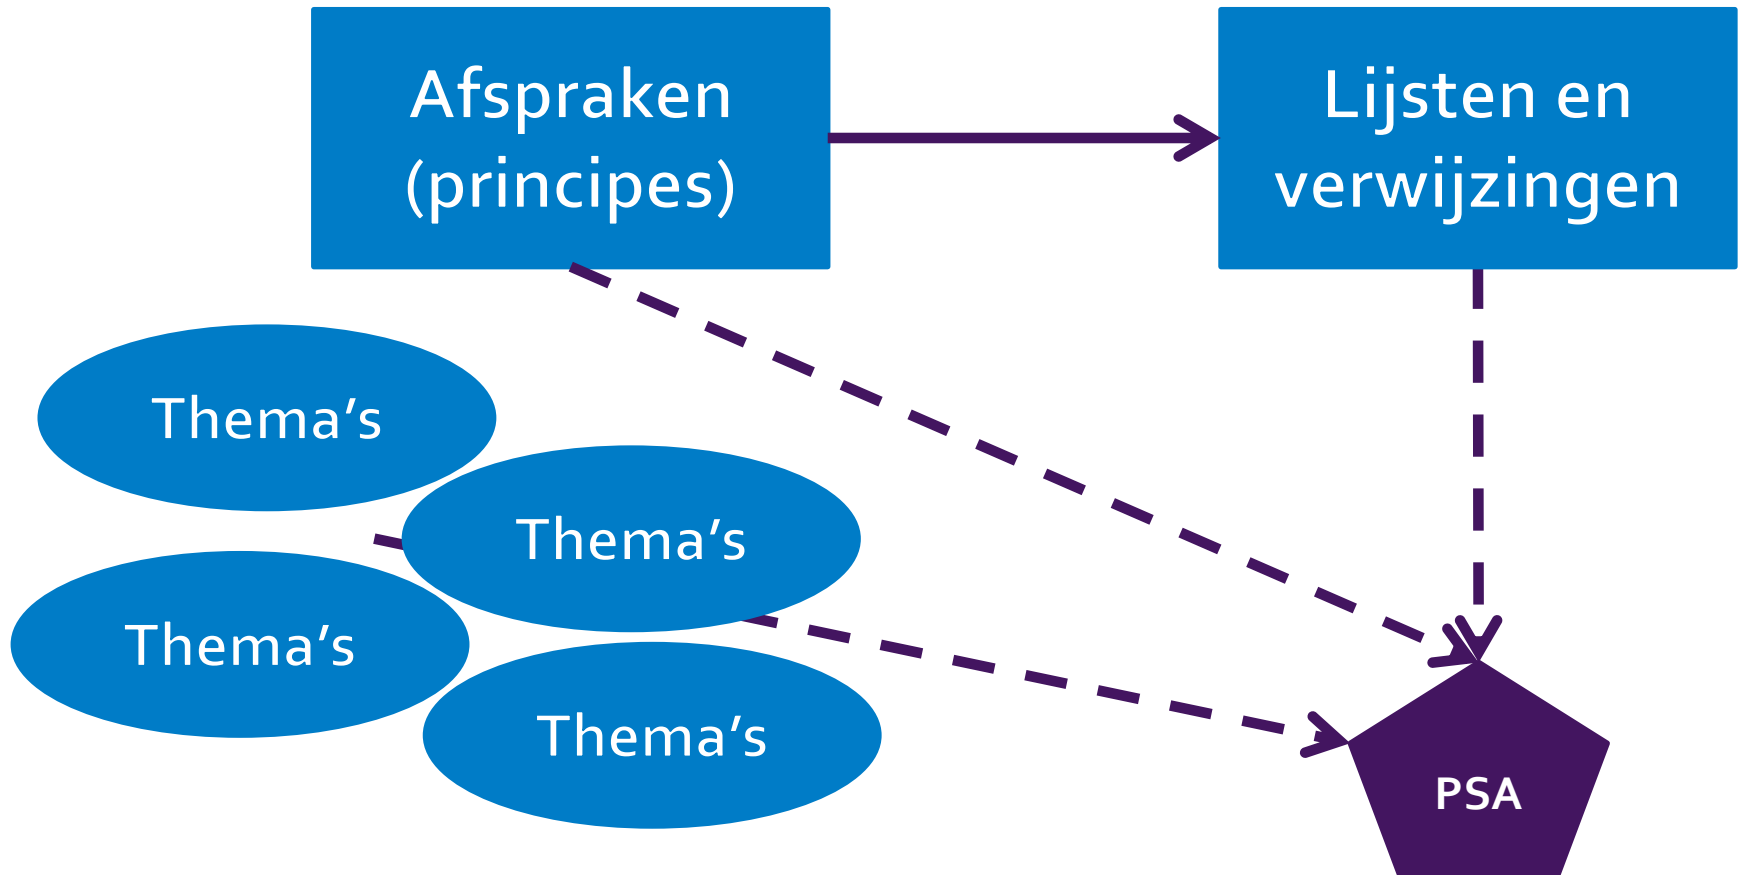 Afspraken
(principes)
Lijsten en
verwijzingen
Thema’s
Thema’s
Thema’s
Thema’s
PSA